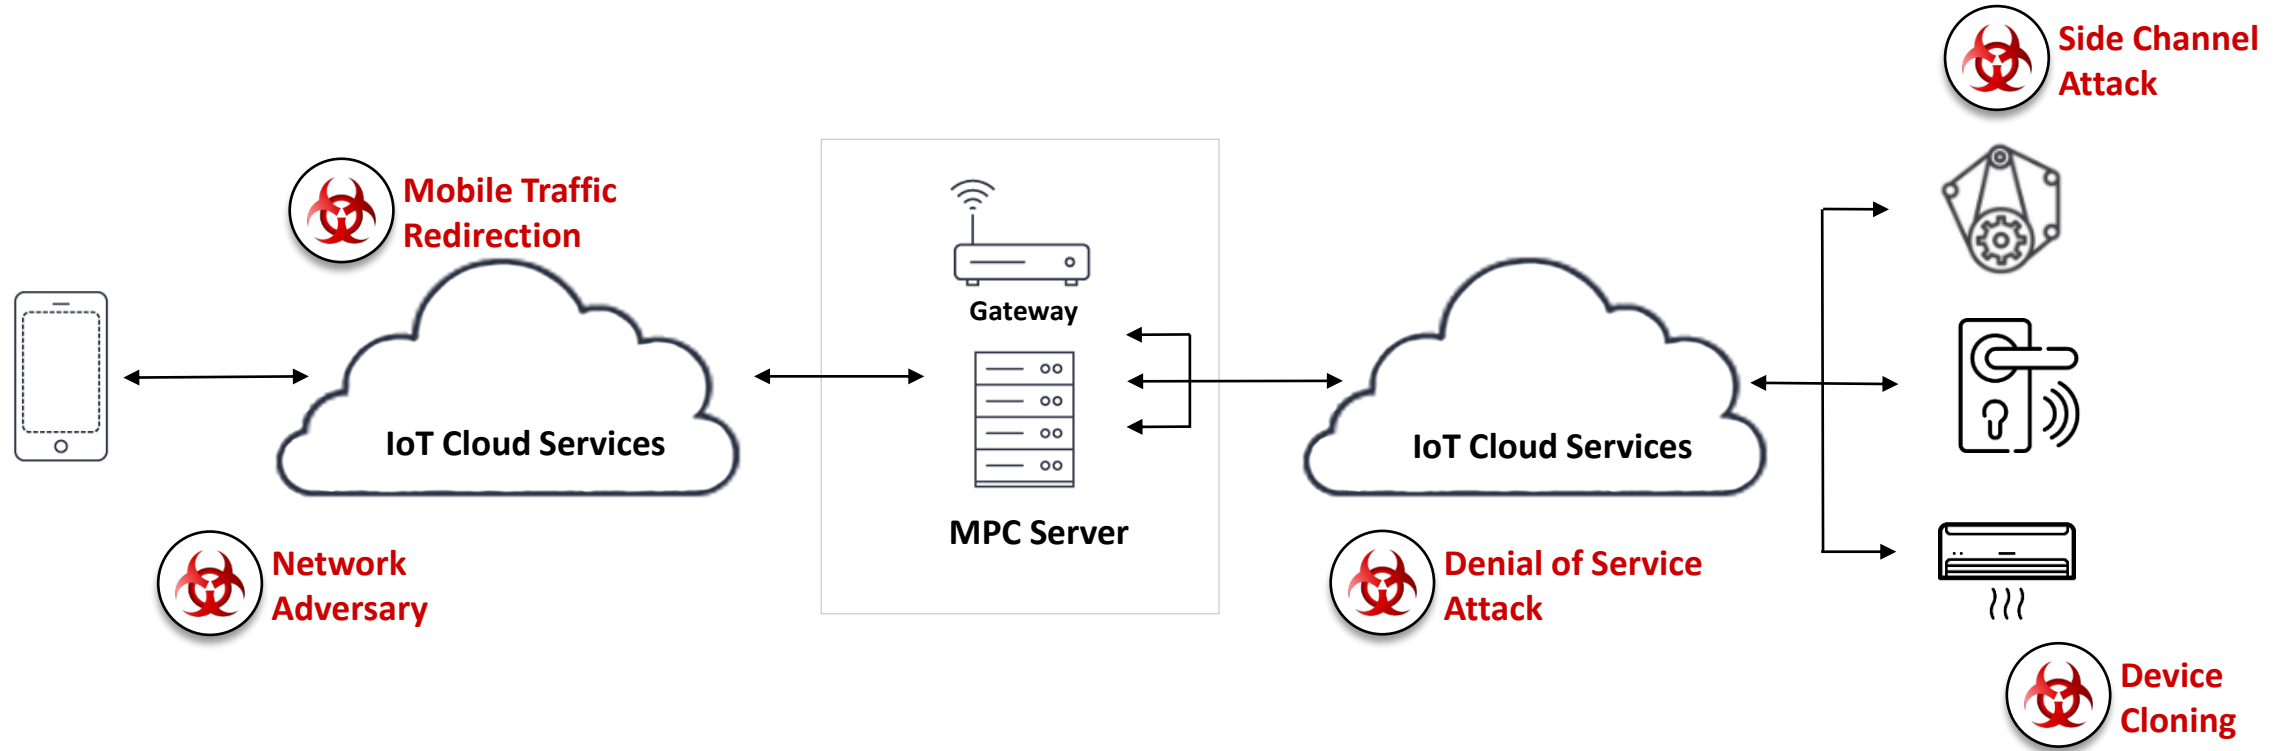 Side Channel
Attack
Mobile Traffic
Redirection
Gateway
IoT Cloud Services
IoT Cloud Services
MPC Server
Network
Adversary
Denial of Service
Attack
Device
Cloning